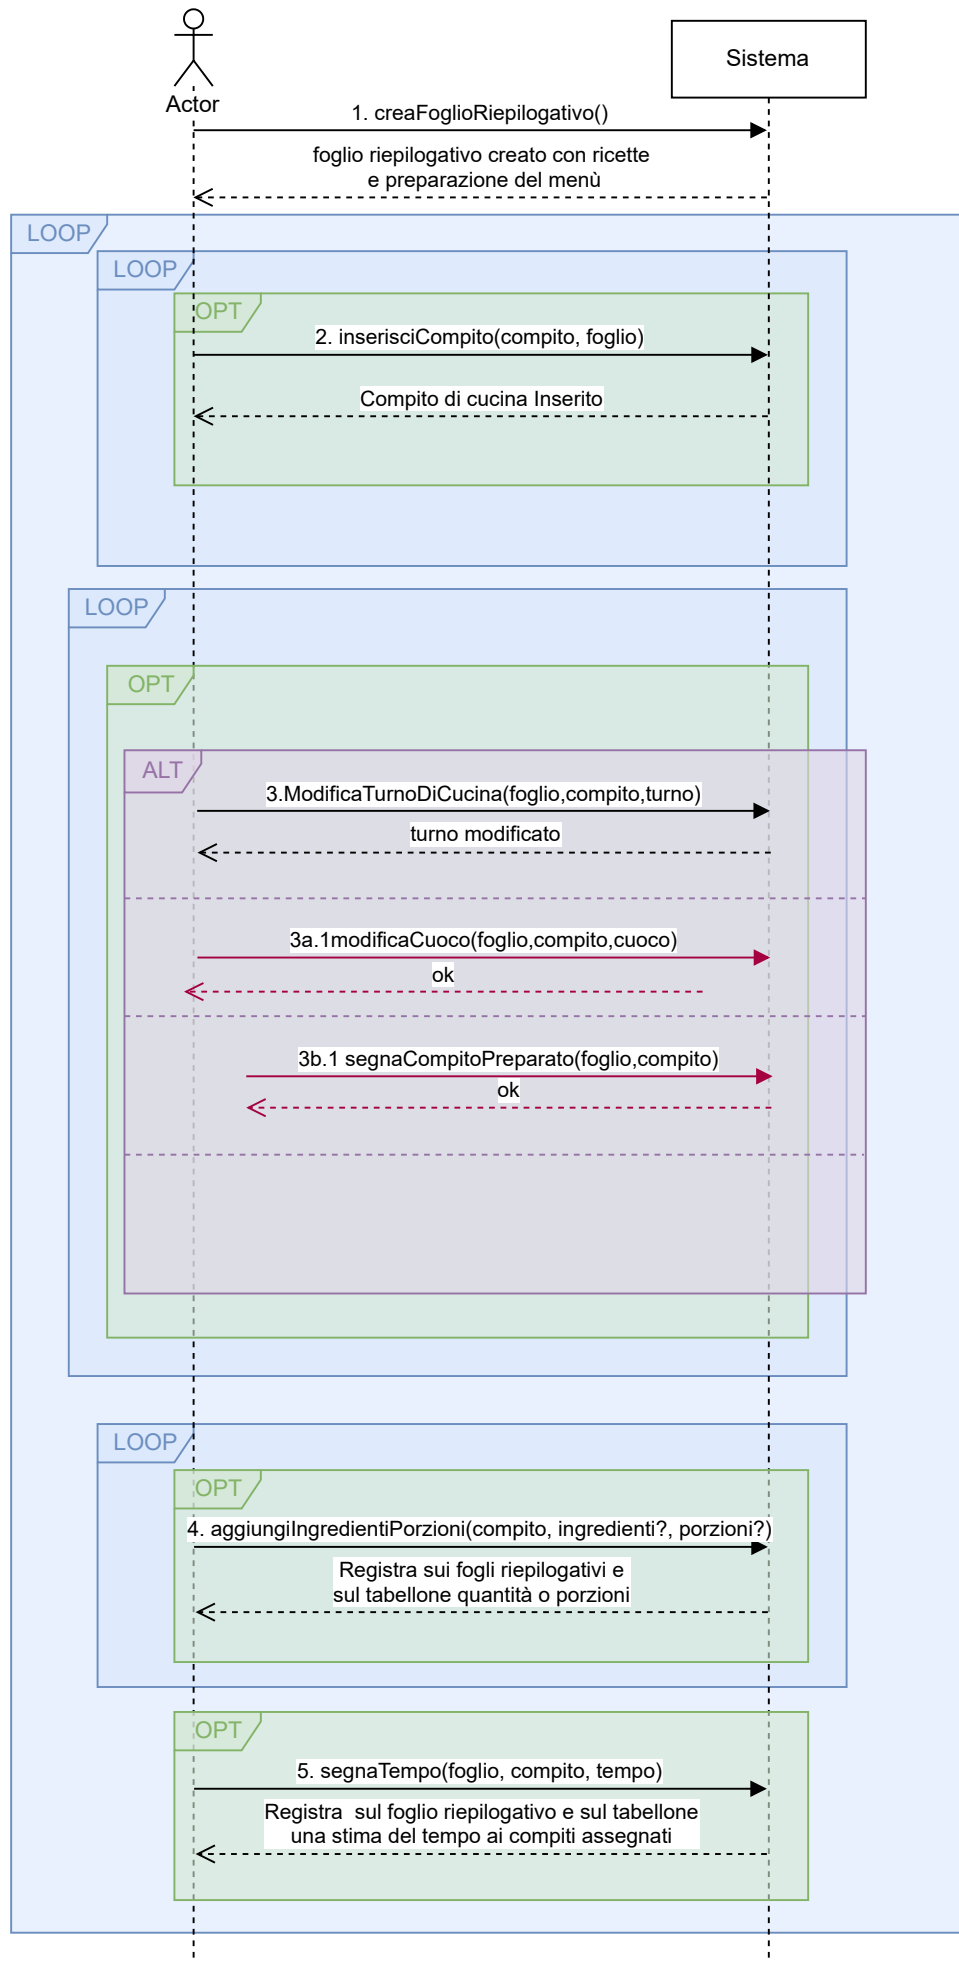 Sistema
Actor
1. creaFoglioRiepilogativo()
foglio riepilogativo creato con ricette
e preparazione del menù
LOOP
LOOP
OPT
2. inserisciCompito(compito, foglio)
Compito di cucina Inserito
LOOP
OPT
ALT
3.ModificaTurnoDiCucina(foglio,compito,turno)
turno modificato
3a.1modificaCuoco(foglio,compito,cuoco)
ok
3b.1 segnaCompitoPreparato(foglio,compito)
ok
LOOP
OPT
4. aggiungiIngredientiPorzioni(compito, ingredienti?, porzioni?)
Registra sui fogli riepilogativi e
sul tabellone quantità o porzioni
OPT
5. segnaTempo(foglio, compito, tempo)
Registra  sul foglio riepilogativo e sul tabellone
una stima del tempo ai compiti assegnati